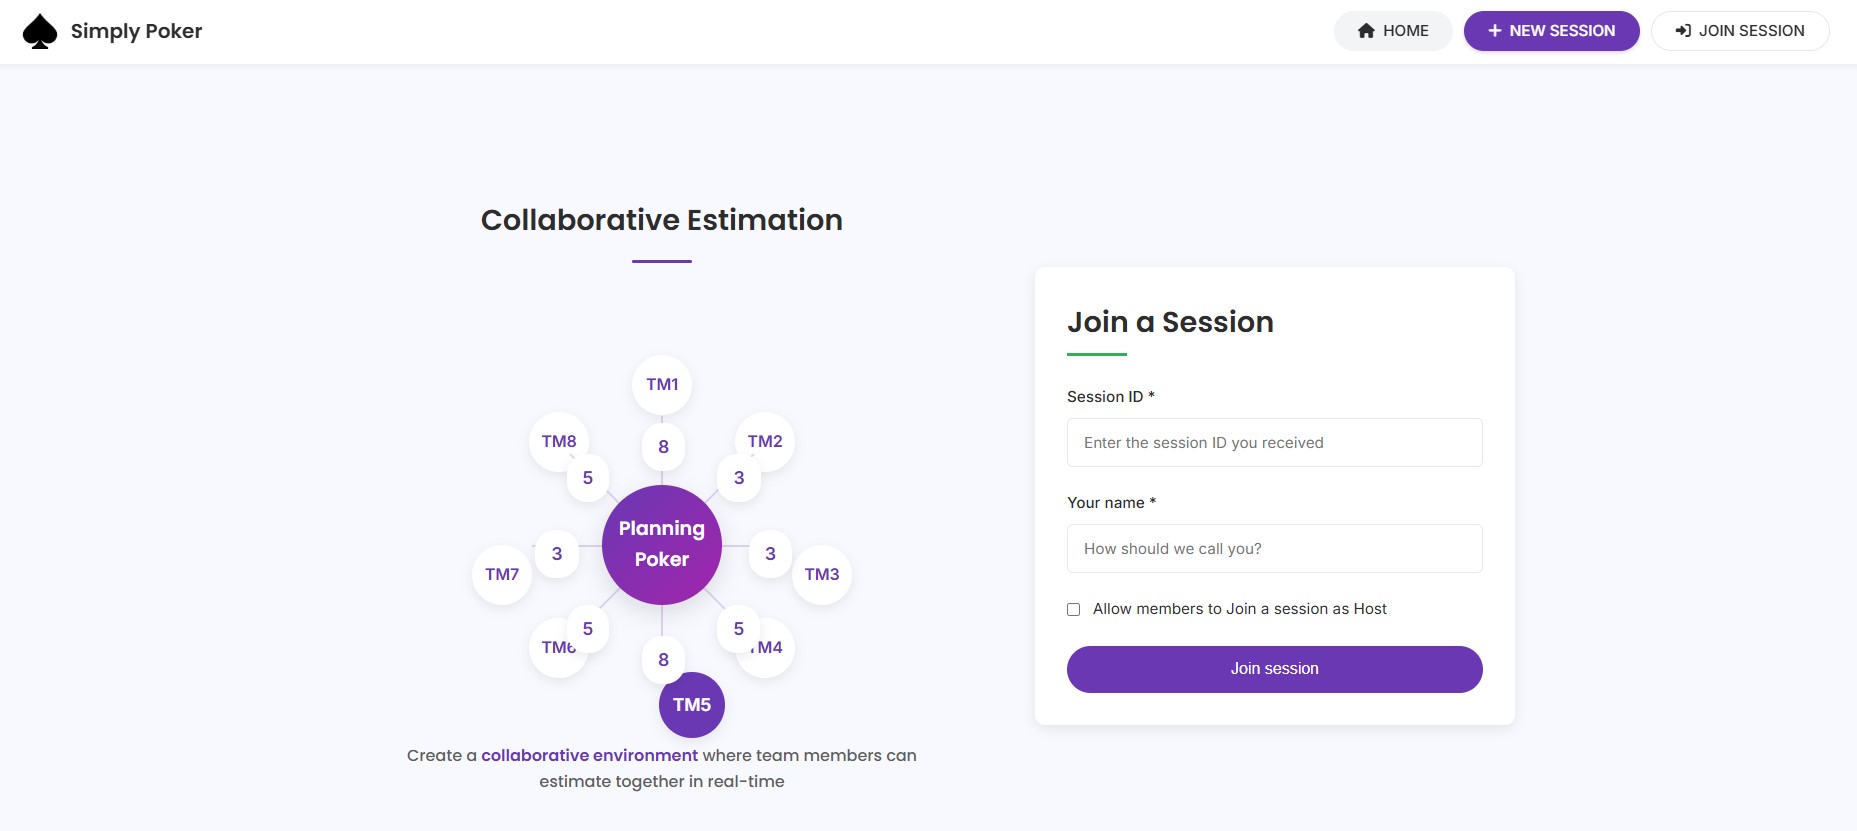 Simply Poker
HOME
NEW SESSION
JOIN SESSION
Collaborative Estimation
TM1
TM8
8
TM2
5
3
Planning
Poker
3
3
TM7
TM3
5
5
TM6
TM4
8
TM5
Create a collaborative environment where team members can
estimate together in real-time
Join a Session
Session ID *
Enter the session ID you received
Your name *
How should we call you?
Allow members to Join a session as Host
Join session